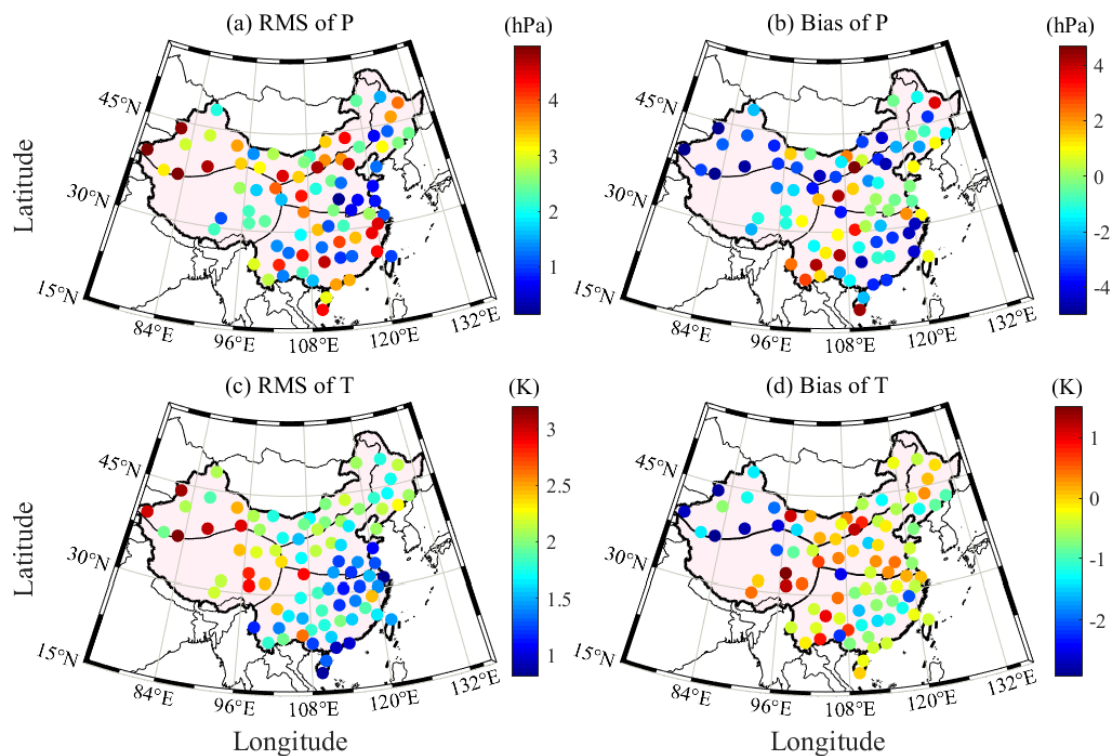 (a) RMS of P
(hPa)
(b) Bias of P
(hPa)
45°N
30°N
15°N
84°E
96°E
108°E
120°E
132°E
4
3
2
1
Latitude
45°N
30°N
15°N
84°E
96°E
108°E
120°E
132°E
4
2
0
-2
-4
(c) RMS of T
(K)
(d) Bias of T
(K)
45°N
30°N
15°N
84°E
96°E
108°E
120°E
132°E
3
2.5
2
1.5
1
Latitude
45°N
30°N
15°N
84°E
96°E
108°E
120°E
132°E
1
0
-1
-2
Longitude
Longitude